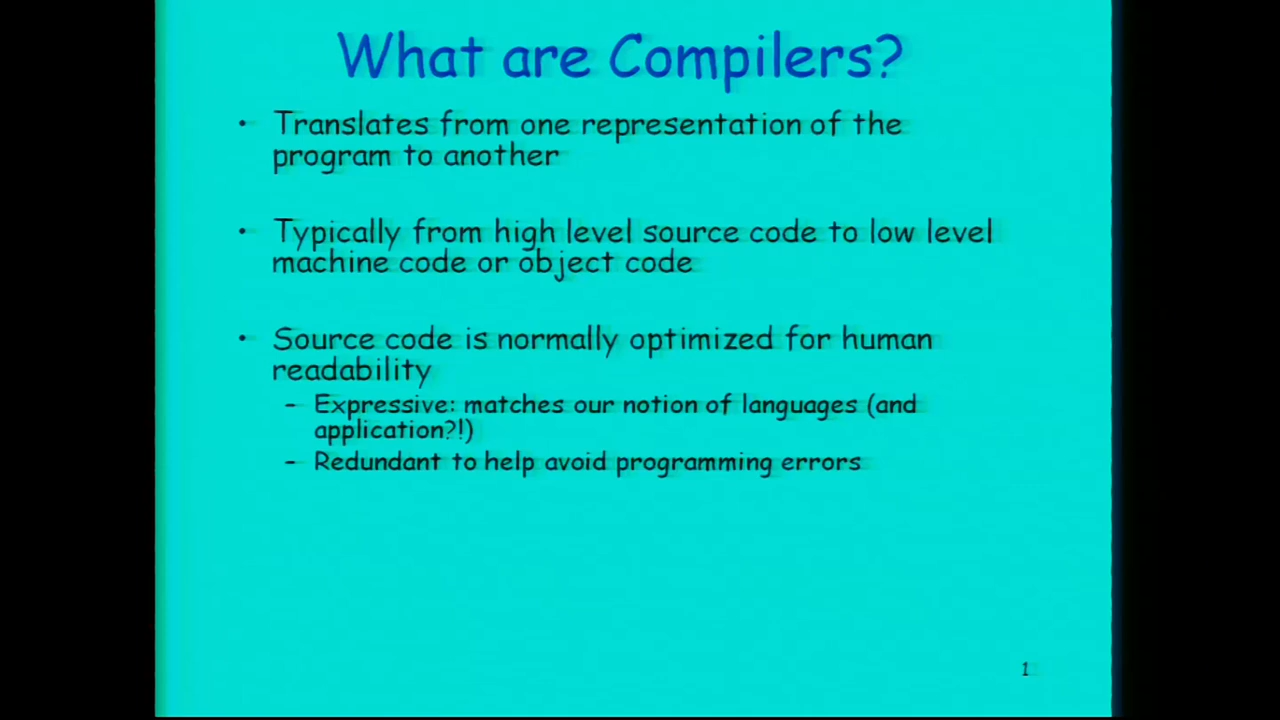 What are Compilers?
• Translates from one representation of the
program to another
• Typically from high level source code to low level
machine code or object code
• Source code is normally optimized for human
readability
– Expressive: matches our notion of languages (and
application?!)
– Redundant to help avoid programming errors
1